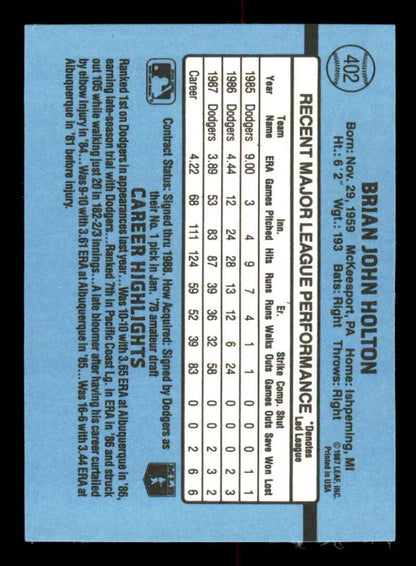 402
BRIAN JOHN HOLTON
Born: Nov. 29, 1959 McKeesport, PA Home: Ishpeming, MI
Ht.: 6'2" Wgt.: 193 Bats: Right Throws: Right
©1987 LEAF, INC.
Printed in USA
RECENT MAJOR LEAGUE PERFORMANCE *Denotes Led League
Team Inn. Er. Strike Comp. Shut
Year Name ERA Games Pitched Hits Runs Runs Walks Outs Games Outs Save Won Lost
1985 Dodgers 9.00 3 4 9 7 4 1 1 0 0 0 1 1
1986 Dodgers 4.44 12 24 28 13 12 6 24 0 0 0 2 3
1987 Dodgers 3.89 53 83 87 39 36 32 58 0 0 2 3 2
Career 4.22 68 111 124 59 52 39 83 0 0 2 6 6
Contract Status: Signed thru 1988. How Acquired: Signed by Dodgers as
their No. 1 pick in Jan. '78 amateur draft
CAREER HIGHLIGHTS
Ranked 1st on Dodgers in appearances last year... Was 10-10 with 3.65 ERA at Albuquerque in '86,
earning late-season trial with Dodgers... Ranked 7th in Pacific Coast Lg. in ERA in '86 and struck
out 105 while walking just 20 in 182-2/3 innings... A late bloomer after having his career curtailed
by elbow injury in '84... Was 9-10 with 3.61 ERA at Albuquerque in '85... Was 16-6 with 3.44 ERA at
Albuquerque in '81 before injury.